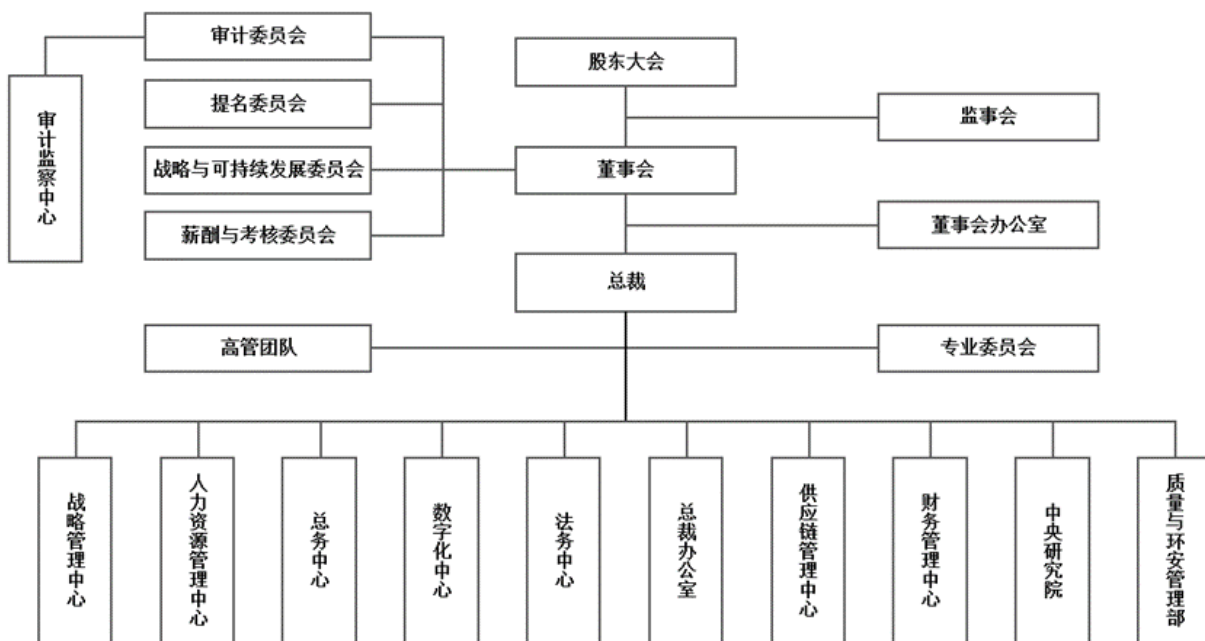 审计委员会
股东大会
提名委员会
审计监察中心
监事会
战略与可持续发展委员会
董事会
薪酬与考核委员会
董事会办公室
总裁
高管团队
专业委员会
战略管理中心
人力资源管理中心
总务中心
数字化中心
法务中心
总裁办公室
供应链管理中心
财务管理中心
中央研究院
质量与环安管理部